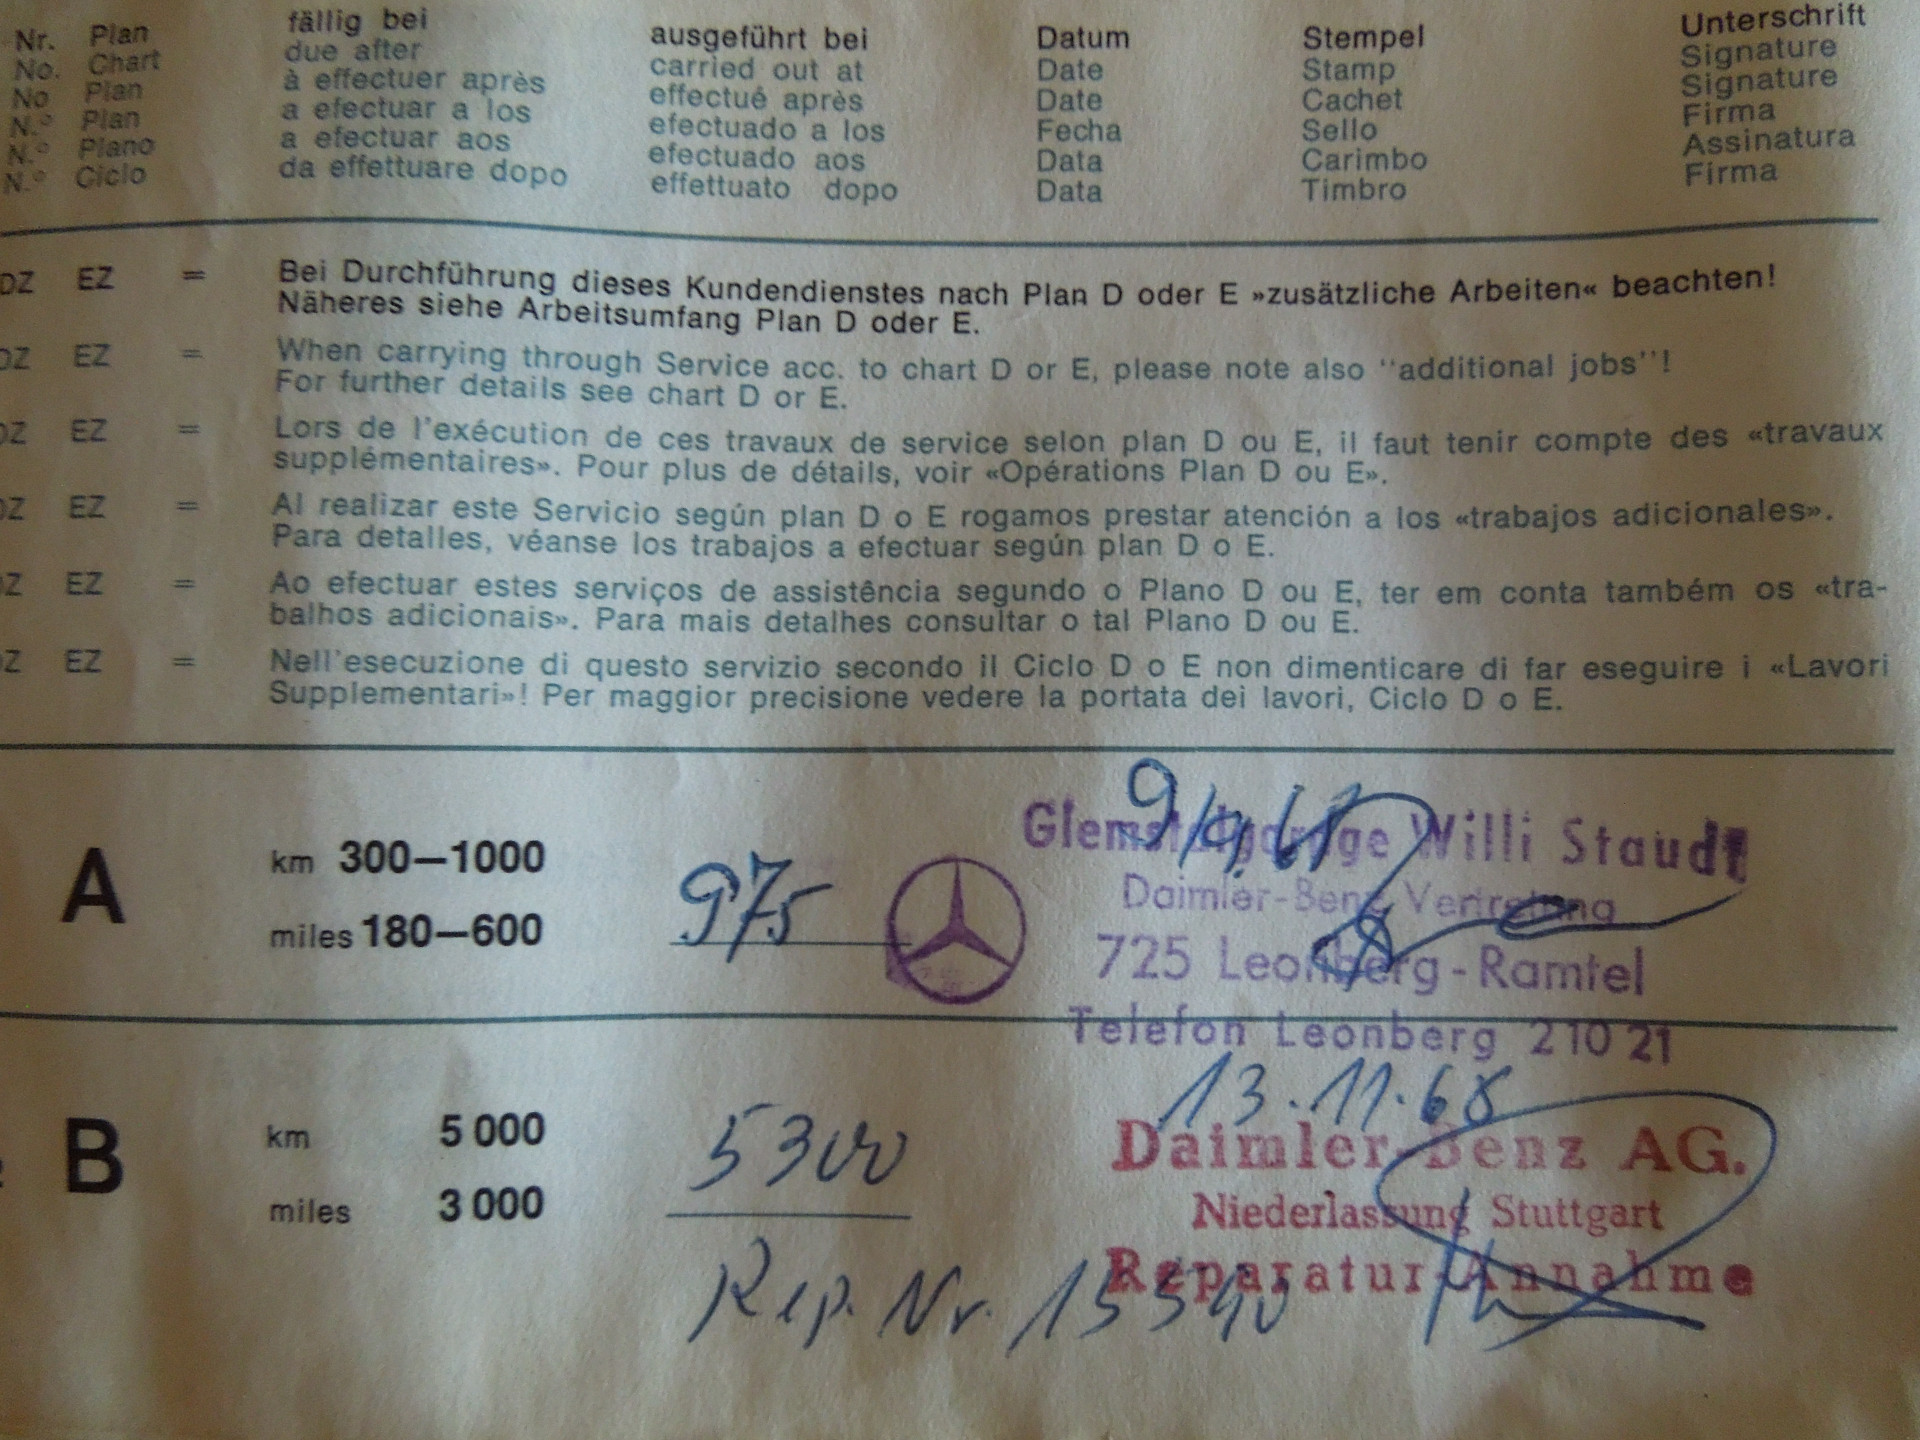 Nr. Plan fällig bei ausgeführt bei Datum Stempel Unterschrift
No. Chart due after carried out at Date Stamp Signature
No Plan à effectuer après effectué après Date Cachet Signature
N.° Plan a efectuar a los efectuado a los Fecha Sello Firma
N.° Plano a efectuar aos efectuado aos Data Carimbo Assinatura
N.° Ciclo da effettuare dopo effettuato dopo Data Timbro Firma
DZ EZ = Bei Durchführung dieses Kundendienstes nach Plan D oder E »zusätzliche Arbeiten« beachten!
Näheres siehe Arbeitsumfang Plan D oder E.
DZ EZ = When carrying through Service acc. to chart D or E, please note also "additional jobs"!
For further details see chart D or E.
DZ EZ = Lors de l'exécution de ces travaux de service selon plan D ou E, il faut tenir compte des «travaux
supplémentaires». Pour plus de détails, voir «Opérations Plan D ou E».
DZ EZ = Al realizar este Servicio según plan D o E rogamos prestar atención a los «trabajos adicionales».
Para detalles, véanse los trabajos a efectuar según plan D o E.
DZ EZ = Ao efectuar estes serviços de assistência segundo o Plano D ou E, ter em conta também os «tra-
balhos adicionais». Para mais detalhes consultar o tal Plano D ou E.
DZ EZ = Nell'esecuzione di questo servizio secondo il Ciclo D o E non dimenticare di far eseguire i «Lavori
Supplementari»! Per maggior precisione vedere la portata dei lavori, Ciclo D o E.
A km 300—1000
miles 180—600
975
Glemstalgarage Willi Staudt
Daimler-Benz Vertretung
725 Leonberg-Ramtel
Telefon Leonberg 21021
B km 5 000
miles 3 000
5300
13.11.68
Daimler-Benz AG.
Niederlassung Stuttgart
Reparatur-Annahme
Rep. Nr. 15590